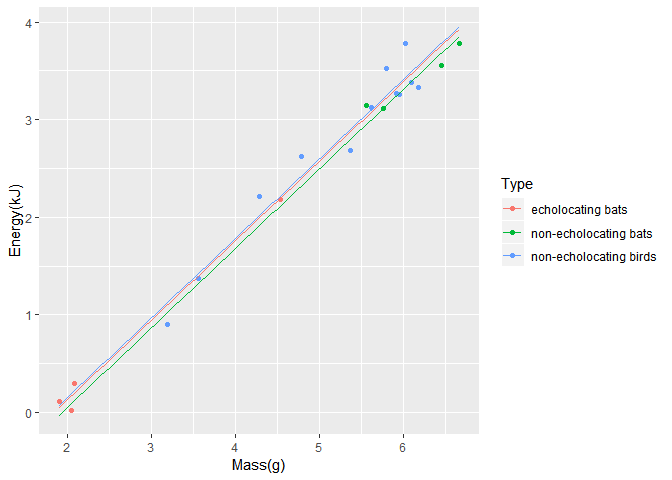 4
3
2
1
0
Energy(kJ)
2
3
4
5
6
Mass(g)
Type
echolocating bats
non-echolocating bats
non-echolocating birds